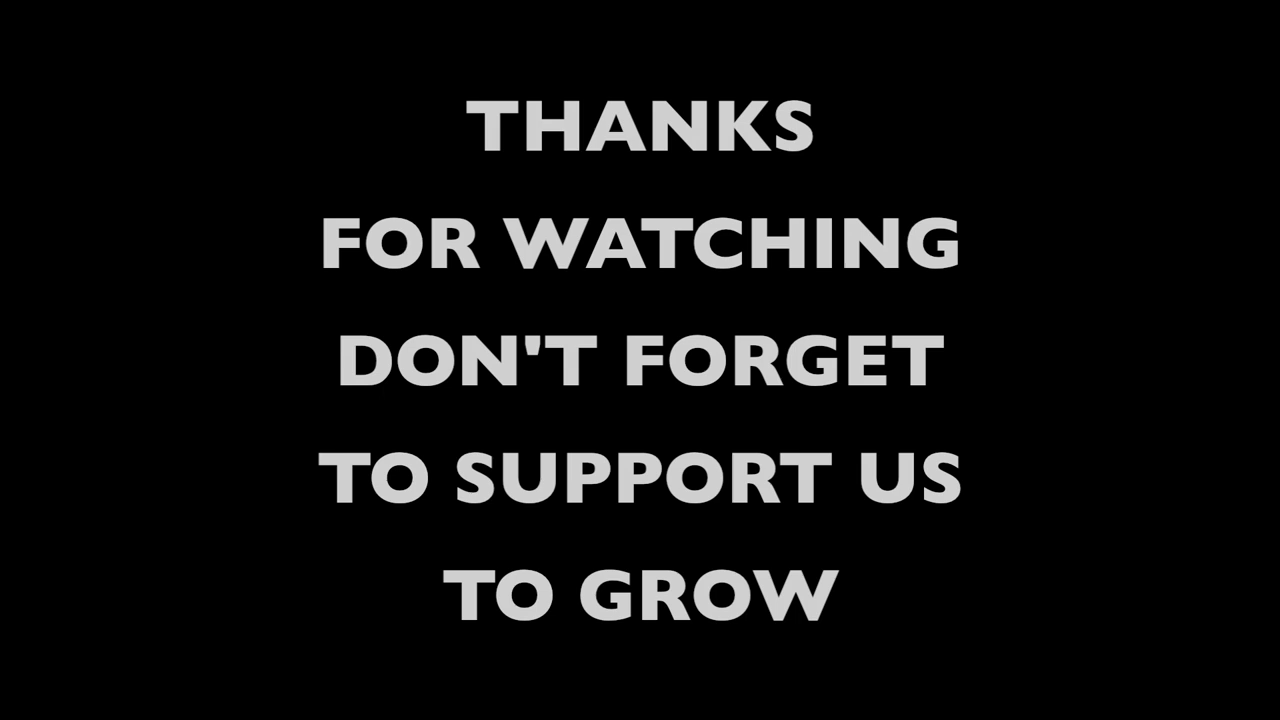 THANKS
FOR WATCHING
DON'T FORGET
TO SUPPORT US
TO GROW